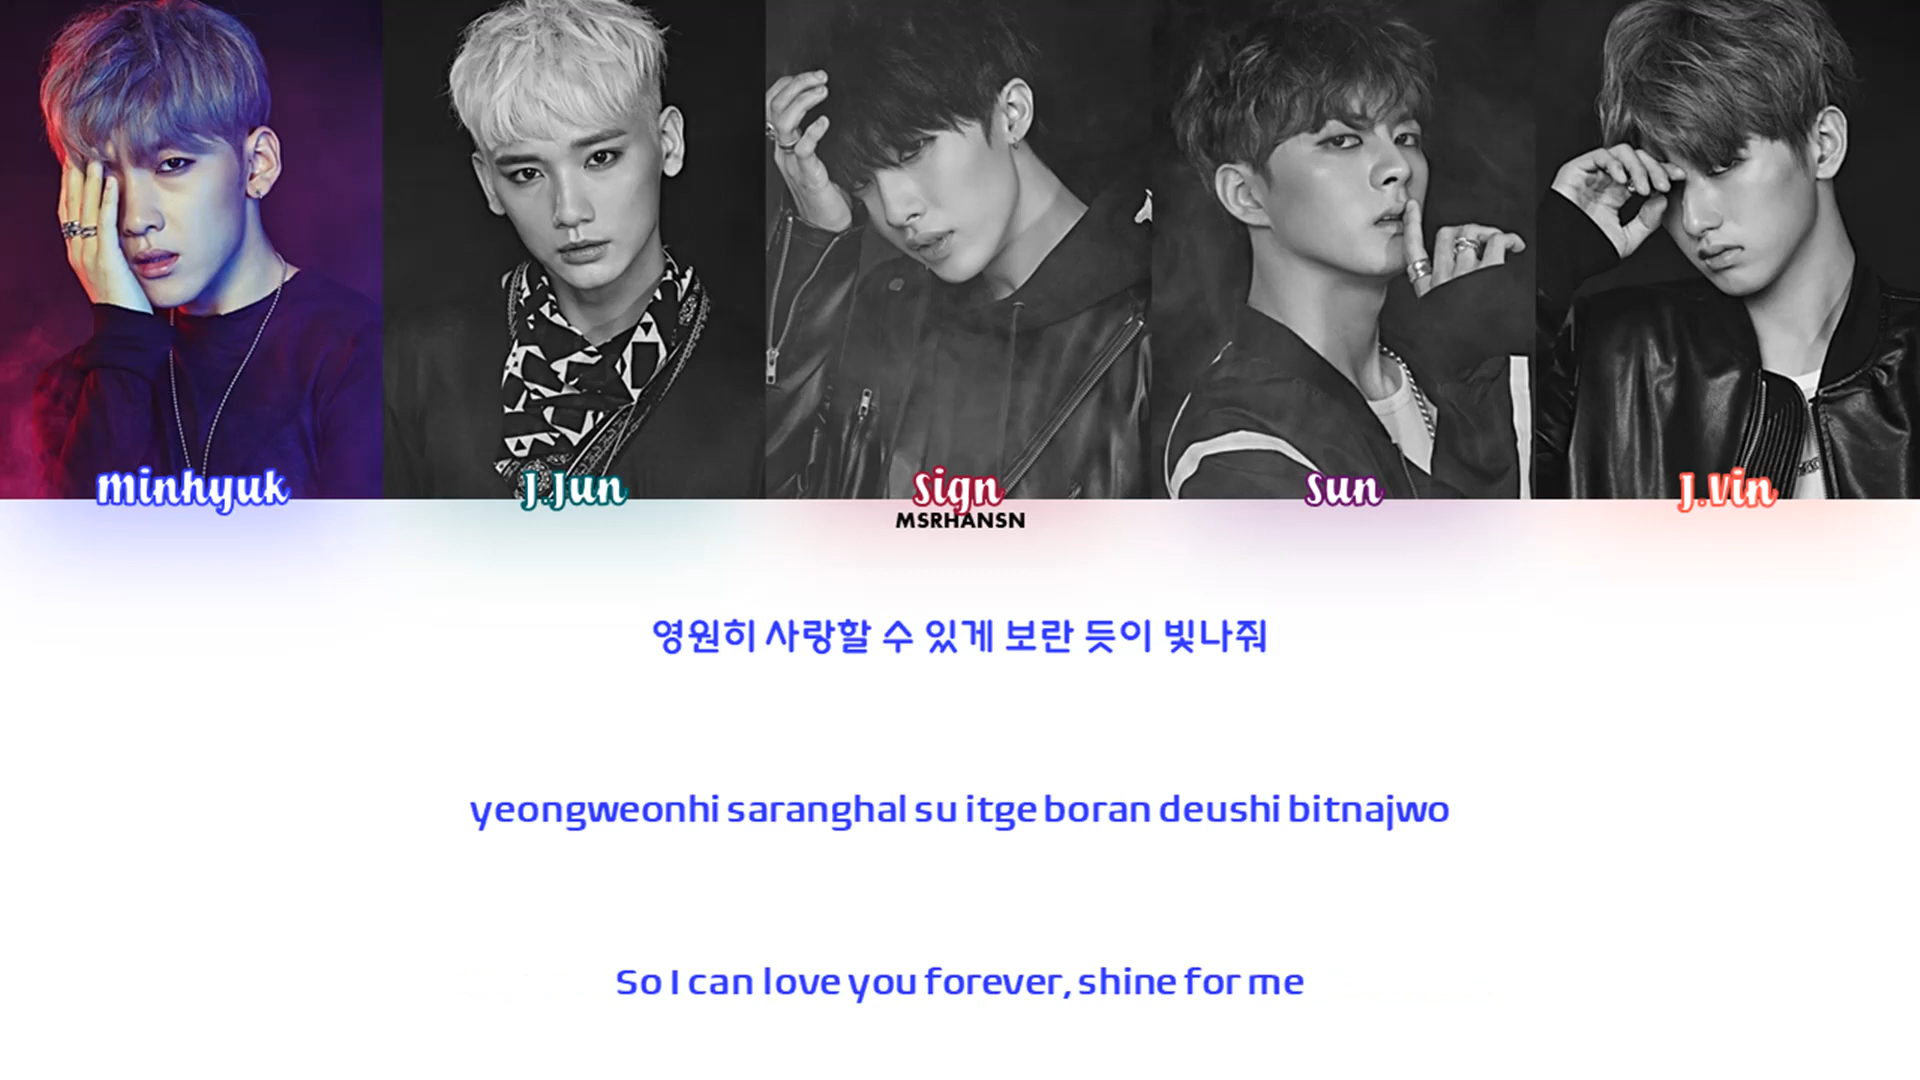 Minhyuk
J.Jun
Sign
Sun
J.Vin
MSRHANSN
영원히 사랑할 수 있게 보란 듯이 빛나줘
yeongweonhi saranghal su itge boran deushi bitnajwo
So I can love you forever, shine for me